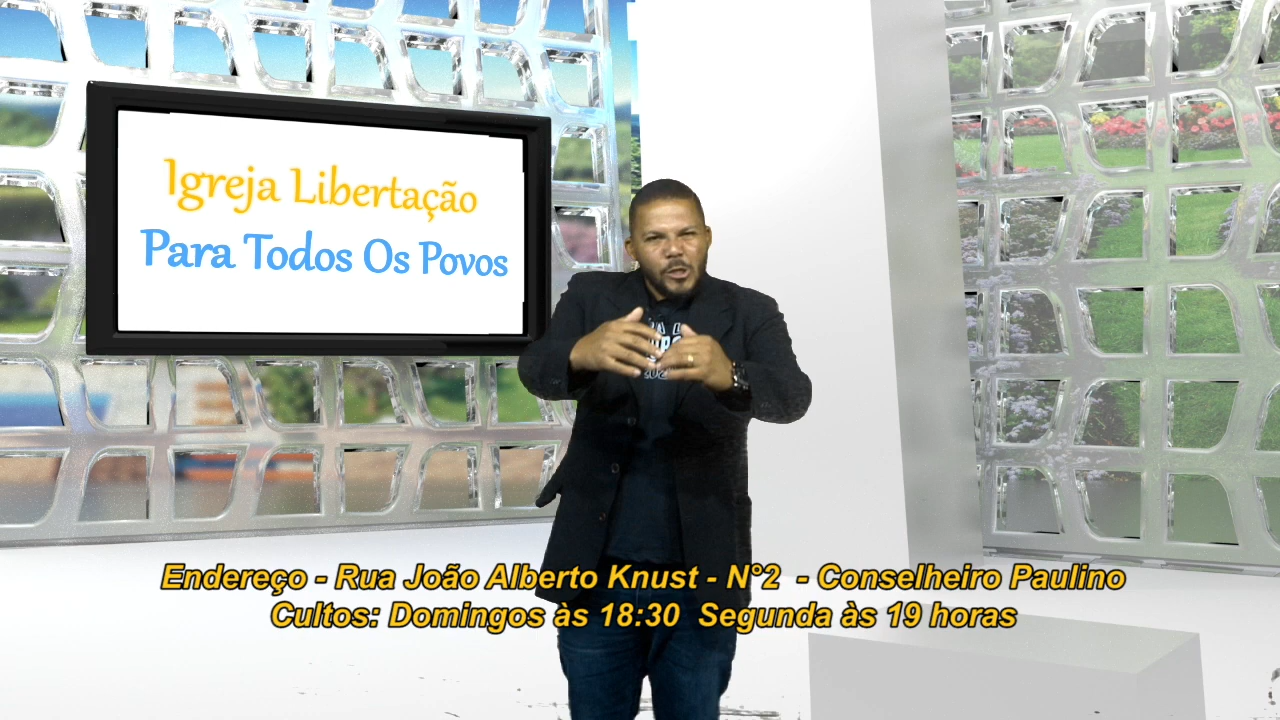 Igreja Libertação
Para Todos Os Povos
Endereço - Rua João Alberto Knust - N°2 - Conselheiro Paulino
Cultos: Domingos às 18:30 Segunda às 19 horas